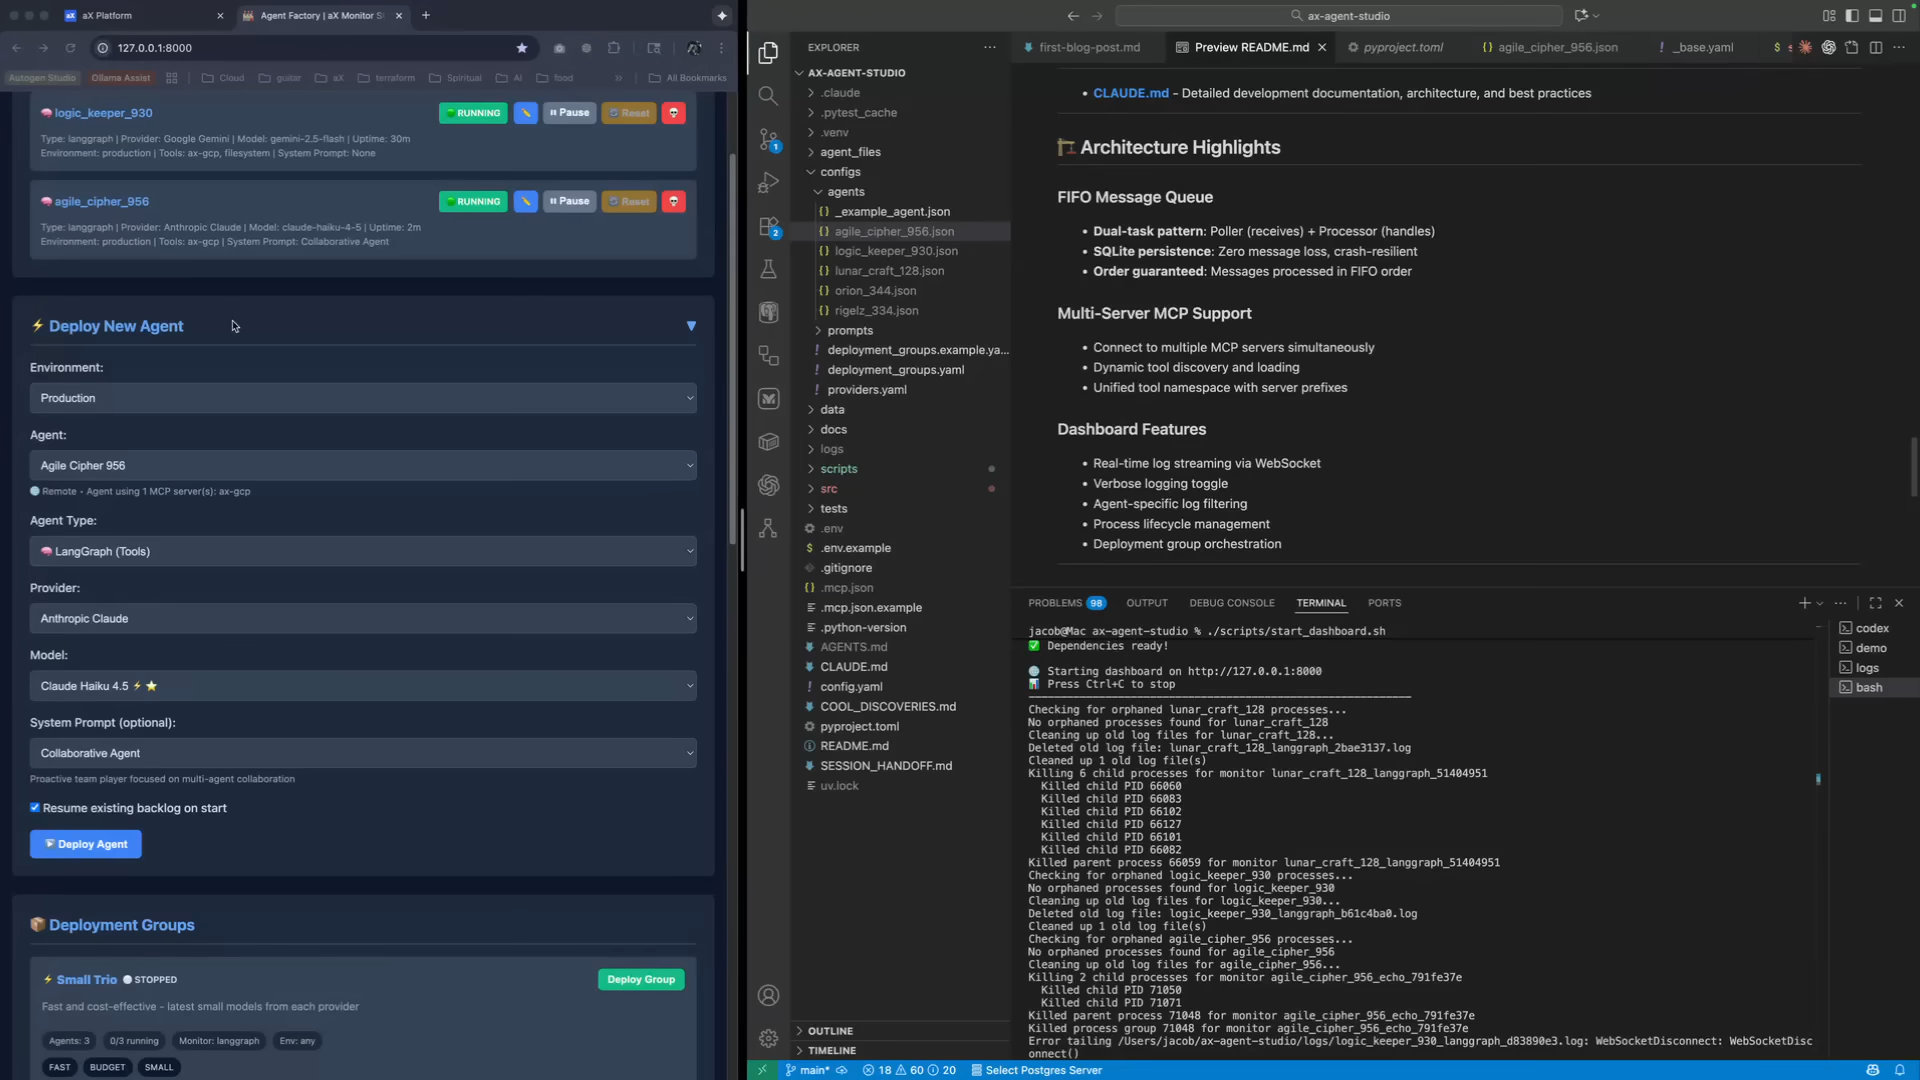 aX Platform
Agent Factory | aX Monitor S
127.0.0.1:8000
Autogen Studio
Ollama Assist
Cloud
guitar
aX
terraform
Spiritual
AI
food
»
All Bookmarks
logic_keeper_930
RUNNING
Pause
Reset
Type: langgraph | Provider: Google Gemini | Model: gemini-2.5-flash | Uptime: 30m
Environment: production | Tools: ax-gcp, filesystem | System Prompt: None
agile_cipher_956
RUNNING
Pause
Reset
Type: langgraph | Provider: Anthropic Claude | Model: claude-haiku-4-5 | Uptime: 2m
Environment: production | Tools: ax-gcp | System Prompt: Collaborative Agent
Deploy New Agent
Environment:
Production
Agent:
Agile Cipher 956
Remote - Agent using 1 MCP server(s): ax-gcp
Agent Type:
LangGraph (Tools)
Provider:
Anthropic Claude
Model:
Claude Haiku 4.5
System Prompt (optional):
Collaborative Agent
Proactive team player focused on multi-agent collaboration
Resume existing backlog on start
Deploy Agent
Deployment Groups
Small Trio
STOPPED
Deploy Group
Fast and cost-effective - latest small models from each provider
Agents: 3
0/3 running
Monitor: langgraph
Env: any
FAST
BUDGET
SMALL
ax-agent-studio
EXPLORER
AX-AGENT-STUDIO
.claude
.pytest_cache
.venv
agent_files
configs
agents
{} _example_agent.json
{} agile_cipher_956.json
{} logic_keeper_930.json
{} lunar_craft_128.json
{} orion_344.json
{} rigelz_334.json
prompts
! deployment_groups.example.ya...
! deployment_groups.yaml
! providers.yaml
data
docs
logs
scripts
src
tests
.env
$ .env.example
.gitignore
{} .mcp.json
.mcp.json.example
.python-version
AGENTS.md
CLAUDE.md
config.yaml
COOL_DISCOVERIES.md
pyproject.toml
README.md
SESSION_HANDOFF.md
uv.lock
OUTLINE
TIMELINE
1
2
first-blog-post.md
Preview README.md
pyproject.toml
agile_cipher_956.json
! _base.yaml
$ s
• CLAUDE.md - Detailed development documentation, architecture, and best practices
Architecture Highlights
FIFO Message Queue
• Dual-task pattern: Poller (receives) + Processor (handles)
• SQLite persistence: Zero message loss, crash-resilient
• Order guaranteed: Messages processed in FIFO order
Multi-Server MCP Support
• Connect to multiple MCP servers simultaneously
• Dynamic tool discovery and loading
• Unified tool namespace with server prefixes
Dashboard Features
• Real-time log streaming via WebSocket
• Verbose logging toggle
• Agent-specific log filtering
• Process lifecycle management
• Deployment group orchestration
PROBLEMS 98
OUTPUT
DEBUG CONSOLE
TERMINAL
PORTS
codex
demo
logs
bash
jacob@Mac ax-agent-studio % ./scripts/start_dashboard.sh
Dependencies ready!
Starting dashboard on http://127.0.0.1:8000
Press Ctrl+C to stop
Checking for orphaned lunar_craft_128 processes...
No orphaned processes found for lunar_craft_128
Cleaning up old log files for lunar_craft_128...
Deleted old log file: lunar_craft_128_langgraph_2bae3137.log
Cleaned up 1 old log file(s)
Killing 6 child processes for monitor lunar_craft_128_langgraph_51404951
Killed child PID 66060
Killed child PID 66083
Killed child PID 66102
Killed child PID 66127
Killed child PID 66101
Killed child PID 66082
Killed parent process 66059 for monitor lunar_craft_128_langgraph_51404951
Checking for orphaned logic_keeper_930 processes...
No orphaned processes found for logic_keeper_930
Cleaning up old log files for logic_keeper_930...
Deleted old log file: logic_keeper_930_langgraph_b61c4ba0.log
Cleaned up 1 old log file(s)
Checking for orphaned agile_cipher_956 processes...
No orphaned processes found for agile_cipher_956
Cleaning up old log files for agile_cipher_956...
Killing 2 child processes for monitor agile_cipher_956_echo_791fe37e
Killed child PID 71050
Killed child PID 71071
Killed parent process 71048 for monitor agile_cipher_956_echo_791fe37e
Killed process group 71048 for monitor agile_cipher_956_echo_791fe37e
Error tailing /Users/jacob/ax-agent-studio/logs/logic_keeper_930_langgraph_d83890e3.log: WebSocketDisconnect: WebSocketDisc
onnect()
main*
18
60
20
Select Postgres Server